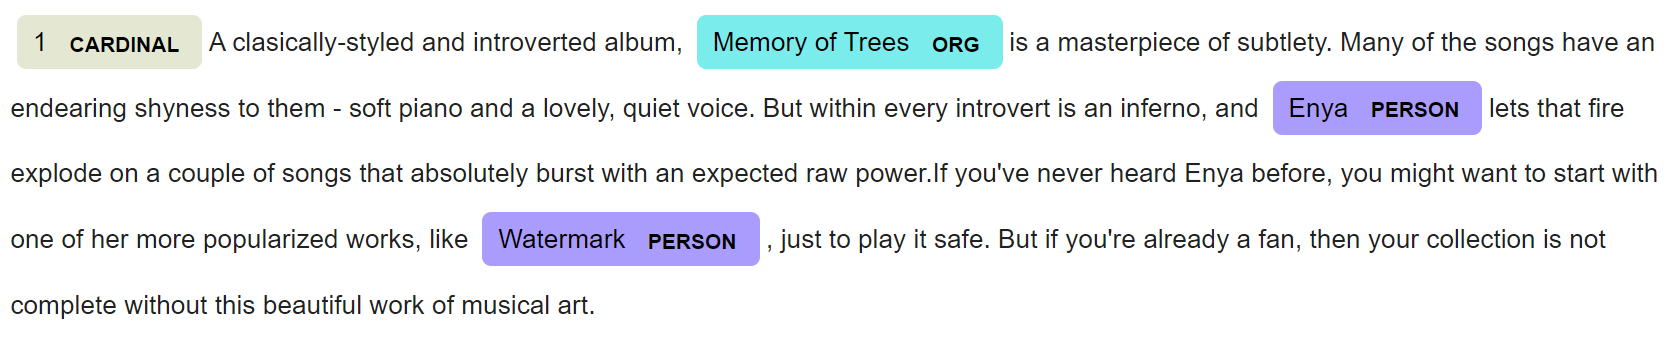 1 CARDINAL A clasically-styled and introverted album, Memory of Trees ORG is a masterpiece of subtlety. Many of the songs have an
endearing shyness to them - soft piano and a lovely, quiet voice. But within every introvert is an inferno, and Enya PERSON lets that fire
explode on a couple of songs that absolutely burst with an expected raw power.If you've never heard Enya before, you might want to start with
one of her more popularized works, like Watermark PERSON , just to play it safe. But if you're already a fan, then your collection is not
complete without this beautiful work of musical art.